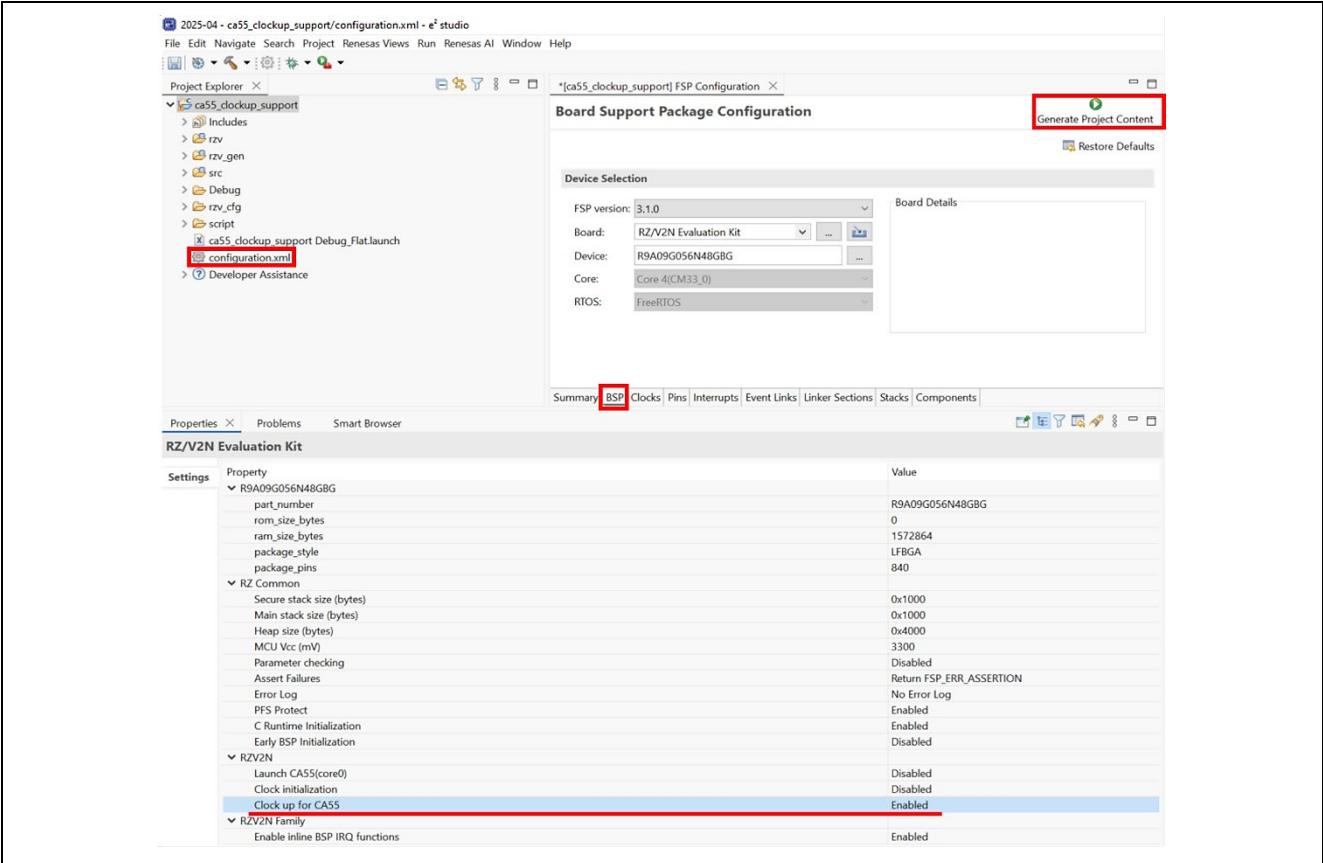 2025-04 - ca55_clockup_support/configuration.xml - e² studio
File Edit Navigate Search Project Renesas Views Run Renesas AI Window Help
Project Explorer
ca55_clockup_support
Includes
rzv
rzv_gen
src
Debug
rzv_cfg
script
ca55_clockup_support Debug_Flat.launch
configuration.xml
Developer Assistance
*[ca55_clockup_support] FSP Configuration
Board Support Package Configuration
Generate Project Content
Restore Defaults
Device Selection
FSP version: 3.1.0
Board: RZ/V2N Evaluation Kit ...
Device: R9A09G056N48GBG ...
Core: Core 4(CM33_0)
RTOS: FreeRTOS
Board Details
Summary BSP Clocks Pins Interrupts Event Links Linker Sections Stacks Components
Properties Problems Smart Browser
RZ/V2N Evaluation Kit
Settings
Property Value
R9A09G056N48GBG
part_number R9A09G056N48GBG
rom_size_bytes 0
ram_size_bytes 1572864
package_style LFBGA
package_pins 840
RZ Common
Secure stack size (bytes) 0x1000
Main stack size (bytes) 0x1000
Heap size (bytes) 0x4000
MCU Vcc (mV) 3300
Parameter checking Disabled
Assert Failures Return FSP_ERR_ASSERTION
Error Log No Error Log
PFS Protect Enabled
C Runtime Initialization Enabled
Early BSP Initialization Disabled
RZV2N
Launch CA55(core0) Disabled
Clock initialization Disabled
Clock up for CA55 Enabled
RZV2N Family
Enable inline BSP IRQ functions Enabled